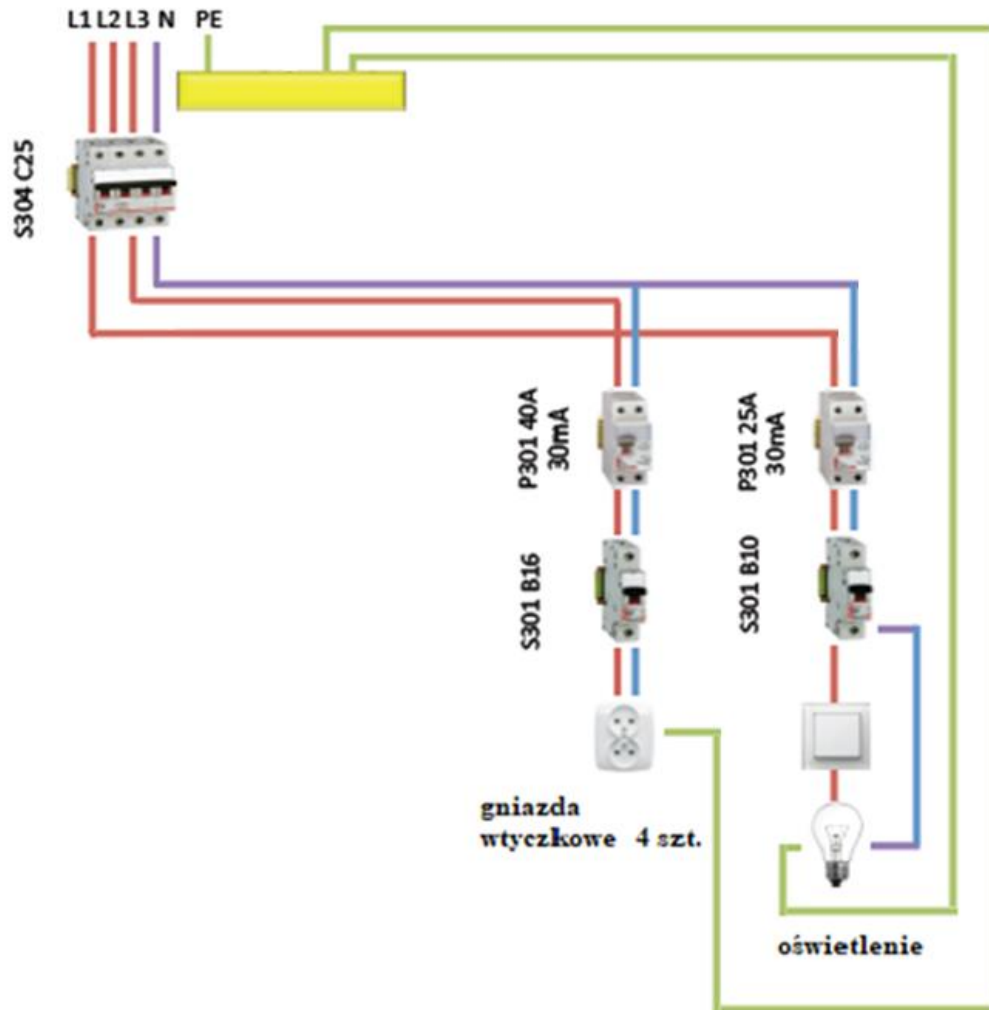 L1 L2 L3 N PE
S304 C25
P301 40A
30mA
P301 25A
30mA
S301 B16
S301 B10
gniazda
wtyczkowe 4 szt.
oświetlenie